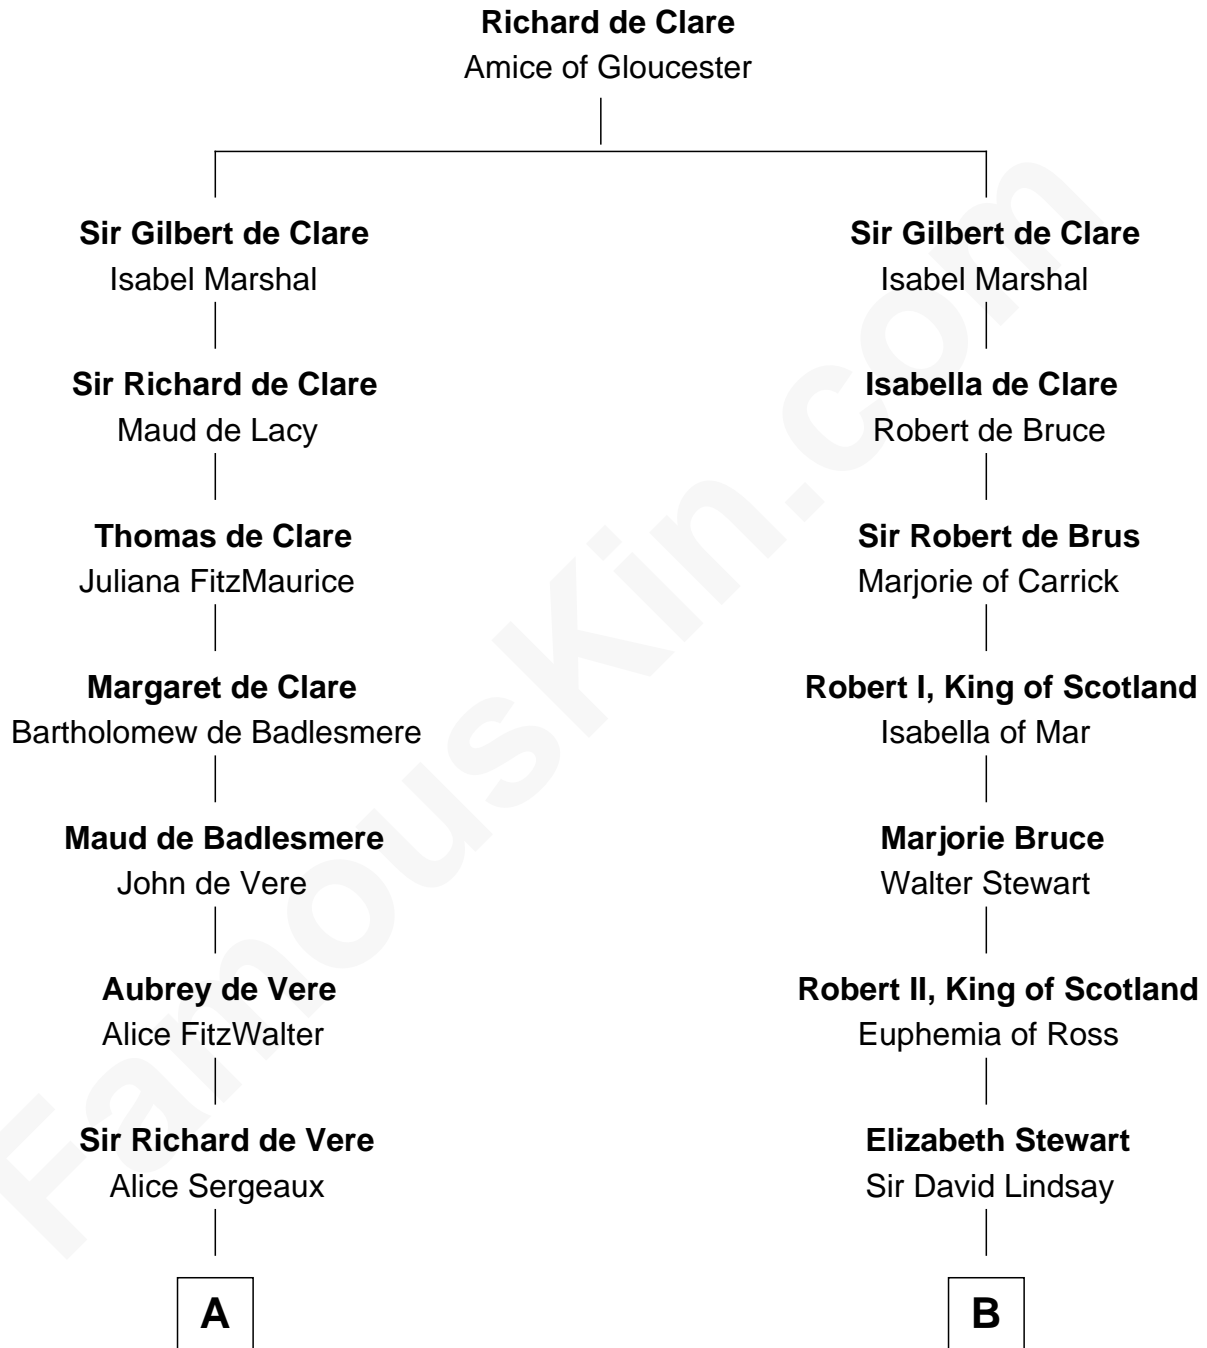 Richard de Clare
Amice of Gloucester
Sir Gilbert de Clare
Isabel Marshal
Sir Richard de Clare
Maud de Lacy
Thomas de Clare
Juliana FitzMaurice
Margaret de Clare
Bartholomew de Badlesmere
Maud de Badlesmere
John de Vere
Aubrey de Vere
Alice FitzWalter
Sir Richard de Vere
Alice Sergeaux
A
Sir Gilbert de Clare
Isabel Marshal
Isabella de Clare
Robert de Bruce
Sir Robert de Brus
Marjorie of Carrick
Robert I, King of Scotland
Isabella of Mar
Marjorie Bruce
Walter Stewart
Robert II, King of Scotland
Euphemia of Ross
Elizabeth Stewart
Sir David Lindsay
B
FamousKin.com